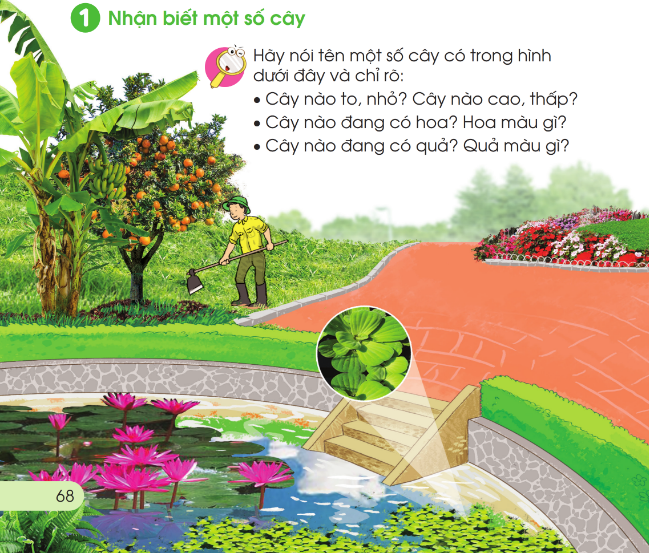 1 Nhận biết một số cây
Hãy nói tên một số cây có trong hình
dưới đây và chỉ rõ:
• Cây nào to, nhỏ? Cây nào cao, thấp?
• Cây nào đang có hoa? Hoa màu gì?
• Cây nào đang có quả? Quả màu gì?
68